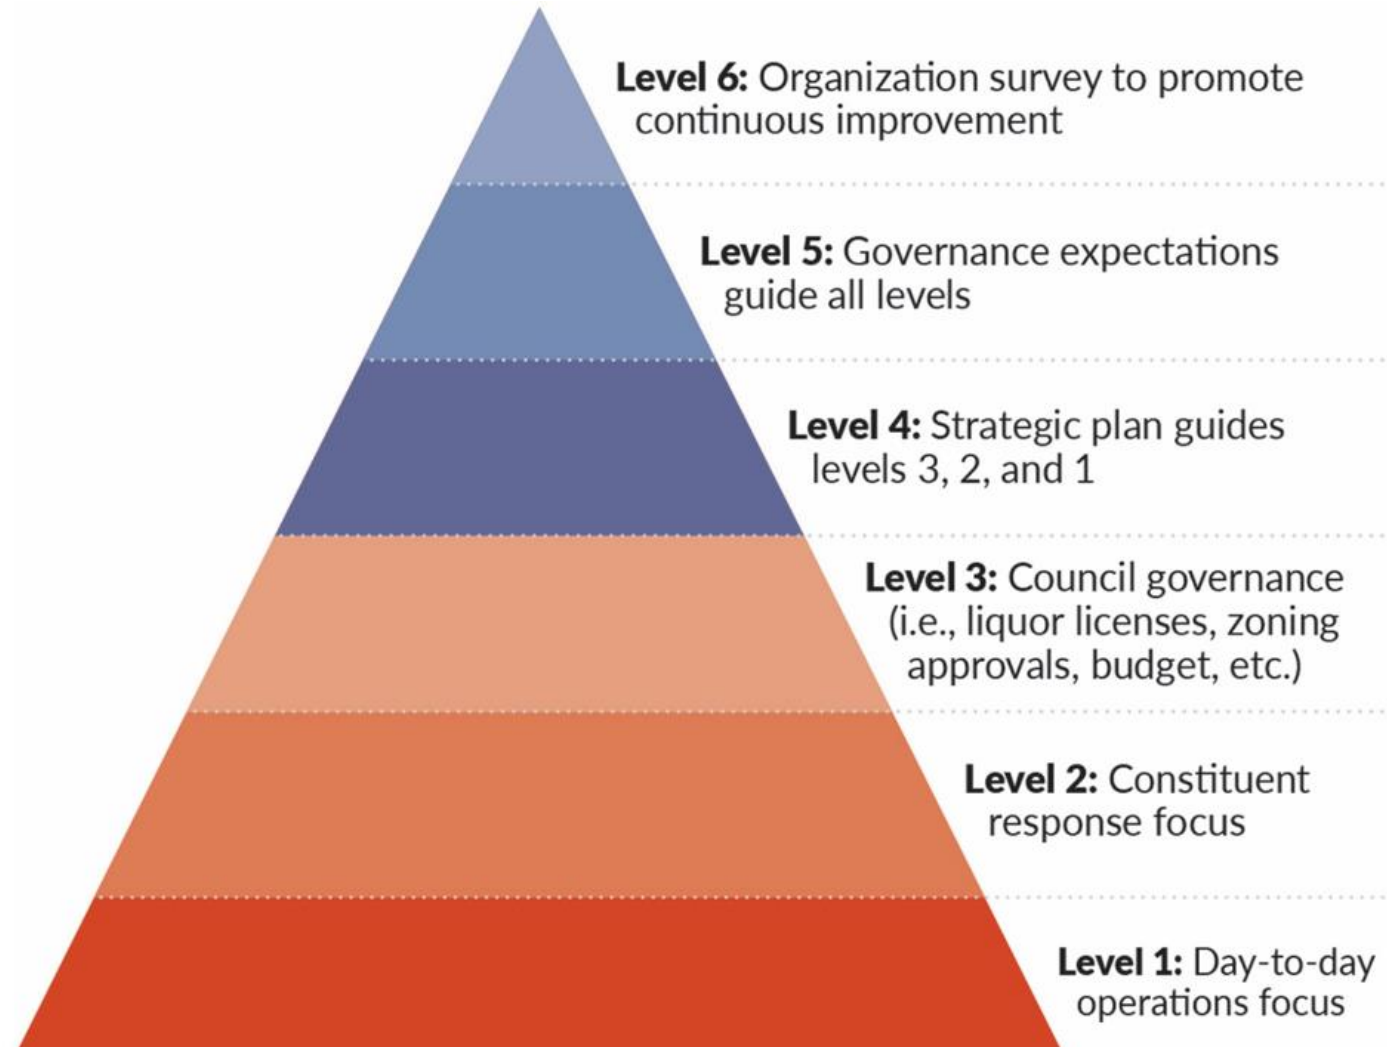 Level 6: Organization survey to promote
continuous improvement
Level 5: Governance expectations
guide all levels
Level 4: Strategic plan guides
levels 3, 2, and 1
Level 3: Council governance
(i.e., liquor licenses, zoning
approvals, budget, etc.)
Level 2: Constituent
response focus
Level 1: Day-to-day
operations focus